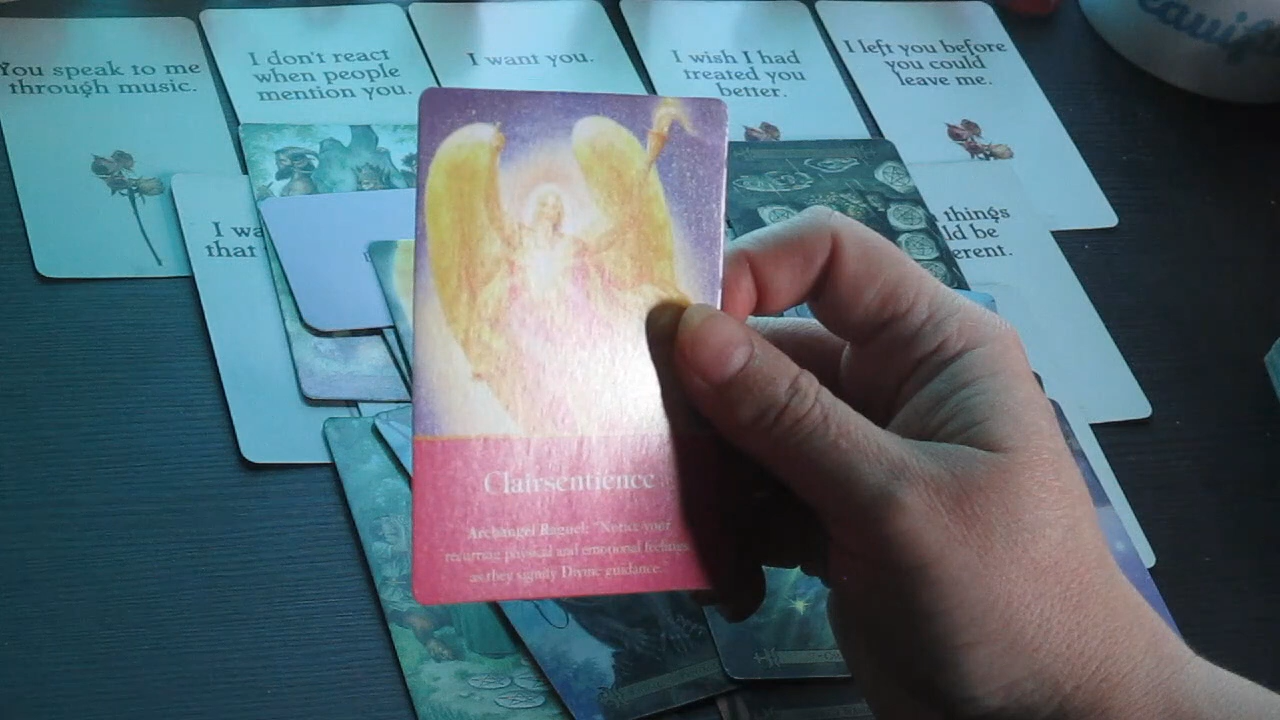 You speak to me
through music.
I don't react
when people
mention you.
I want you.
I wish I had
treated you
better.
I left you before
you could
leave me.
I wa
that
things
ld be
erent.
Clairsentience
Archangel Raguel: "Notice your
recurring physical and emotional feelings
as they signify Divine guidance."